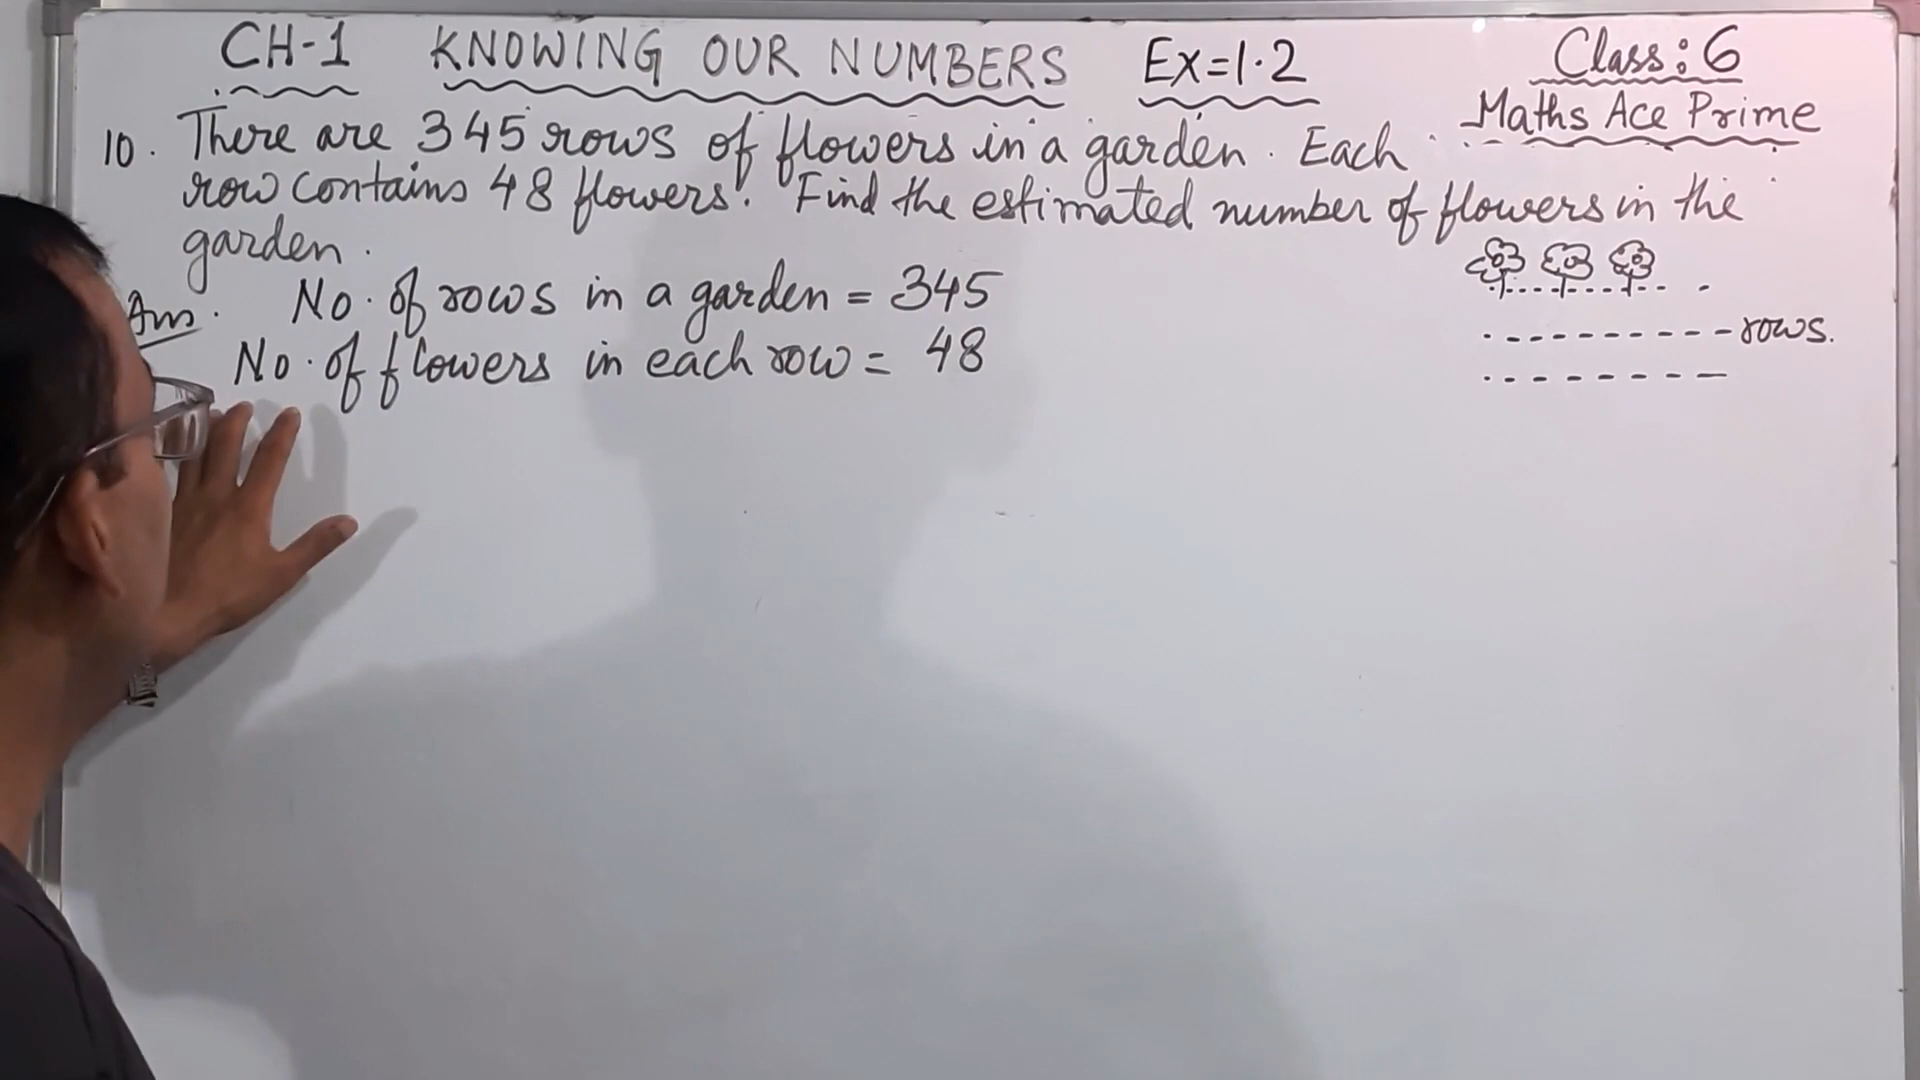 CH-1 KNOWING OUR NUMBERS Ex=1.2 Class: 6
Maths Ace Prime
10. There are 345 rows of flowers in a garden. Each
row contains 48 flowers. Find the estimated number of flowers in the
garden.
Ans. No. of rows in a garden = 345
No. of flowers in each row = 48
rows.